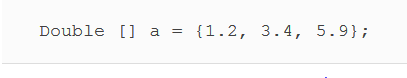 Double [] a = {1.2, 3.4, 5.9};